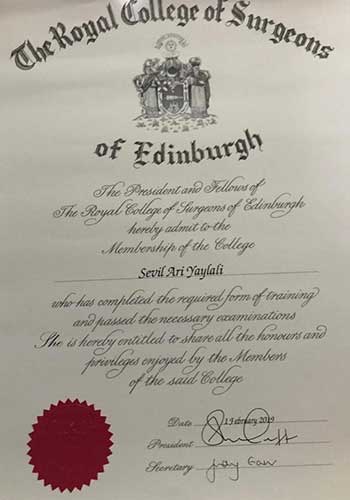 The Royal College of Surgeons
of Edinburgh
The President and Fellows of
The Royal College of Surgeons of Edinburgh
hereby admit to the
Membership of the College
Sevil Ari Yaylali
who has completed the required form of training
and passed the necessary examinations
She is hereby entitled to share all the honours and
privileges enjoyed by the Members
of the said College
Date 1 February 2019
President
Secretary